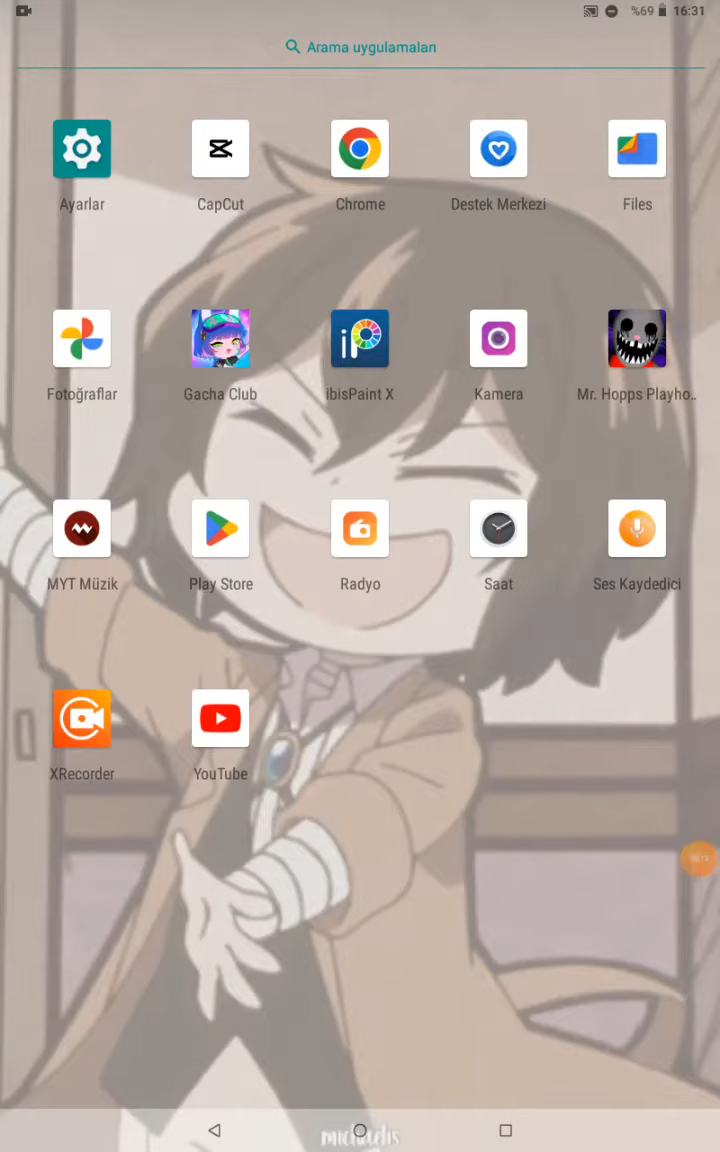 %69 16:31
Arama uygulamaları
Ayarlar CapCut Chrome Destek Merkezi Files
Fotoğraflar Gacha Club ibisPaint X Kamera Mr. Hopps Playho..
MYT Müzik Play Store Radyo Saat Ses Kaydedici
XRecorder YouTube